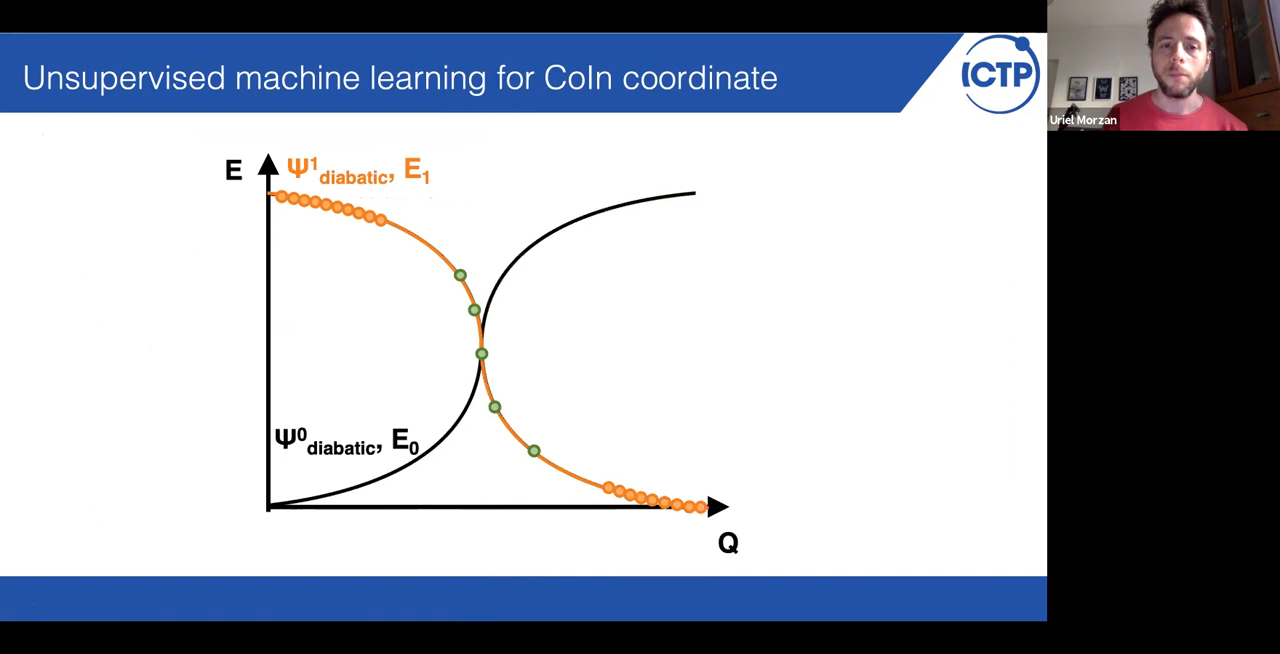 Unsupervised machine learning for CoIn coordinate
ICTP
Uriel Morzan
E
Ψ¹diabatic, E₁
Ψ⁰diabatic, E₀
Q